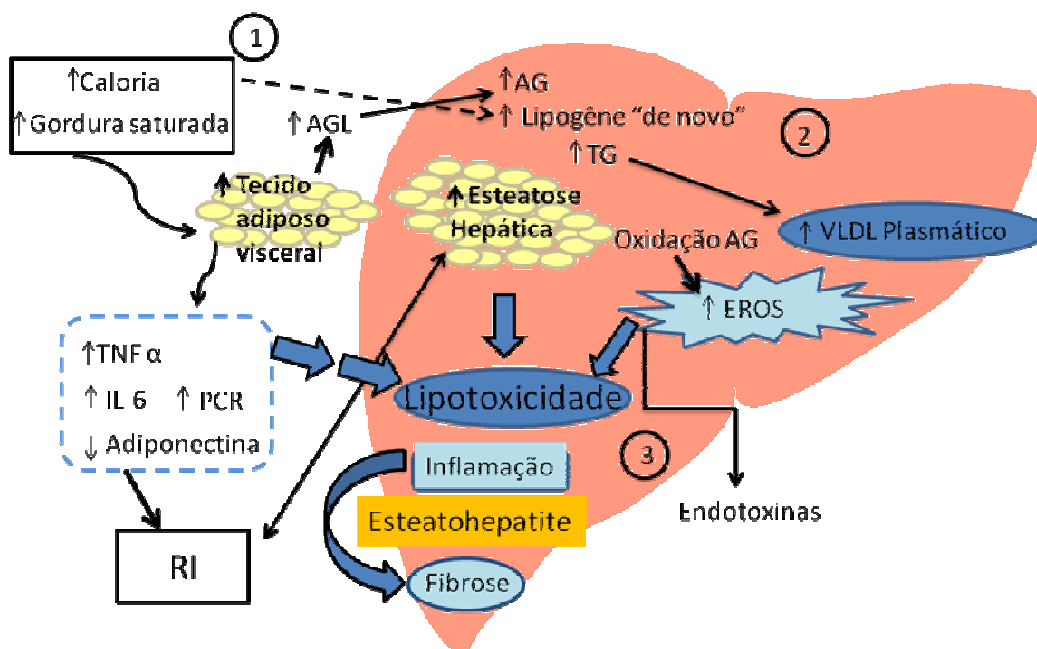 1
↑Caloria
↑Gordura saturada
↑ AGL
↑AG
↑ Lipogêne “de novo”
↑ TG
2
↑ Tecido
adiposo
visceral
↑ Esteatose
Hepática
Oxidação AG
↑ VLDL Plasmático
↑ EROS
↑TNF α
↑ IL 6 ↑ PCR
↓ Adiponectina
Lipotoxicidade
3
Inflamação
Endotoxinas
Esteatohepatite
RI
Fibrose